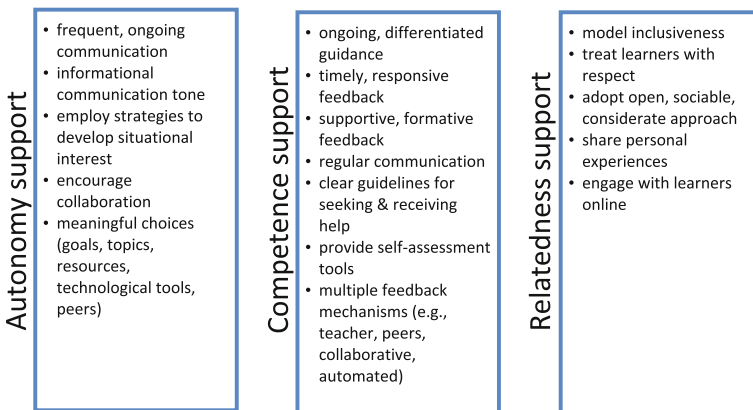 Autonomy support
• frequent, ongoing
communication
• informational
communication tone
• employ strategies to
develop situational
interest
• encourage
collaboration
• meaningful choices
(goals, topics,
resources,
technological tools,
peers)
Competence support
• ongoing, differentiated
guidance
• timely, responsive
feedback
• supportive, formative
feedback
• regular communication
• clear guidelines for
seeking & receiving
help
• provide self-assessment
tools
• multiple feedback
mechanisms (e.g.,
teacher, peers,
collaborative,
automated)
Relatedness support
• model inclusiveness
• treat learners with
respect
• adopt open, sociable,
considerate approach
• share personal
experiences
• engage with learners
online